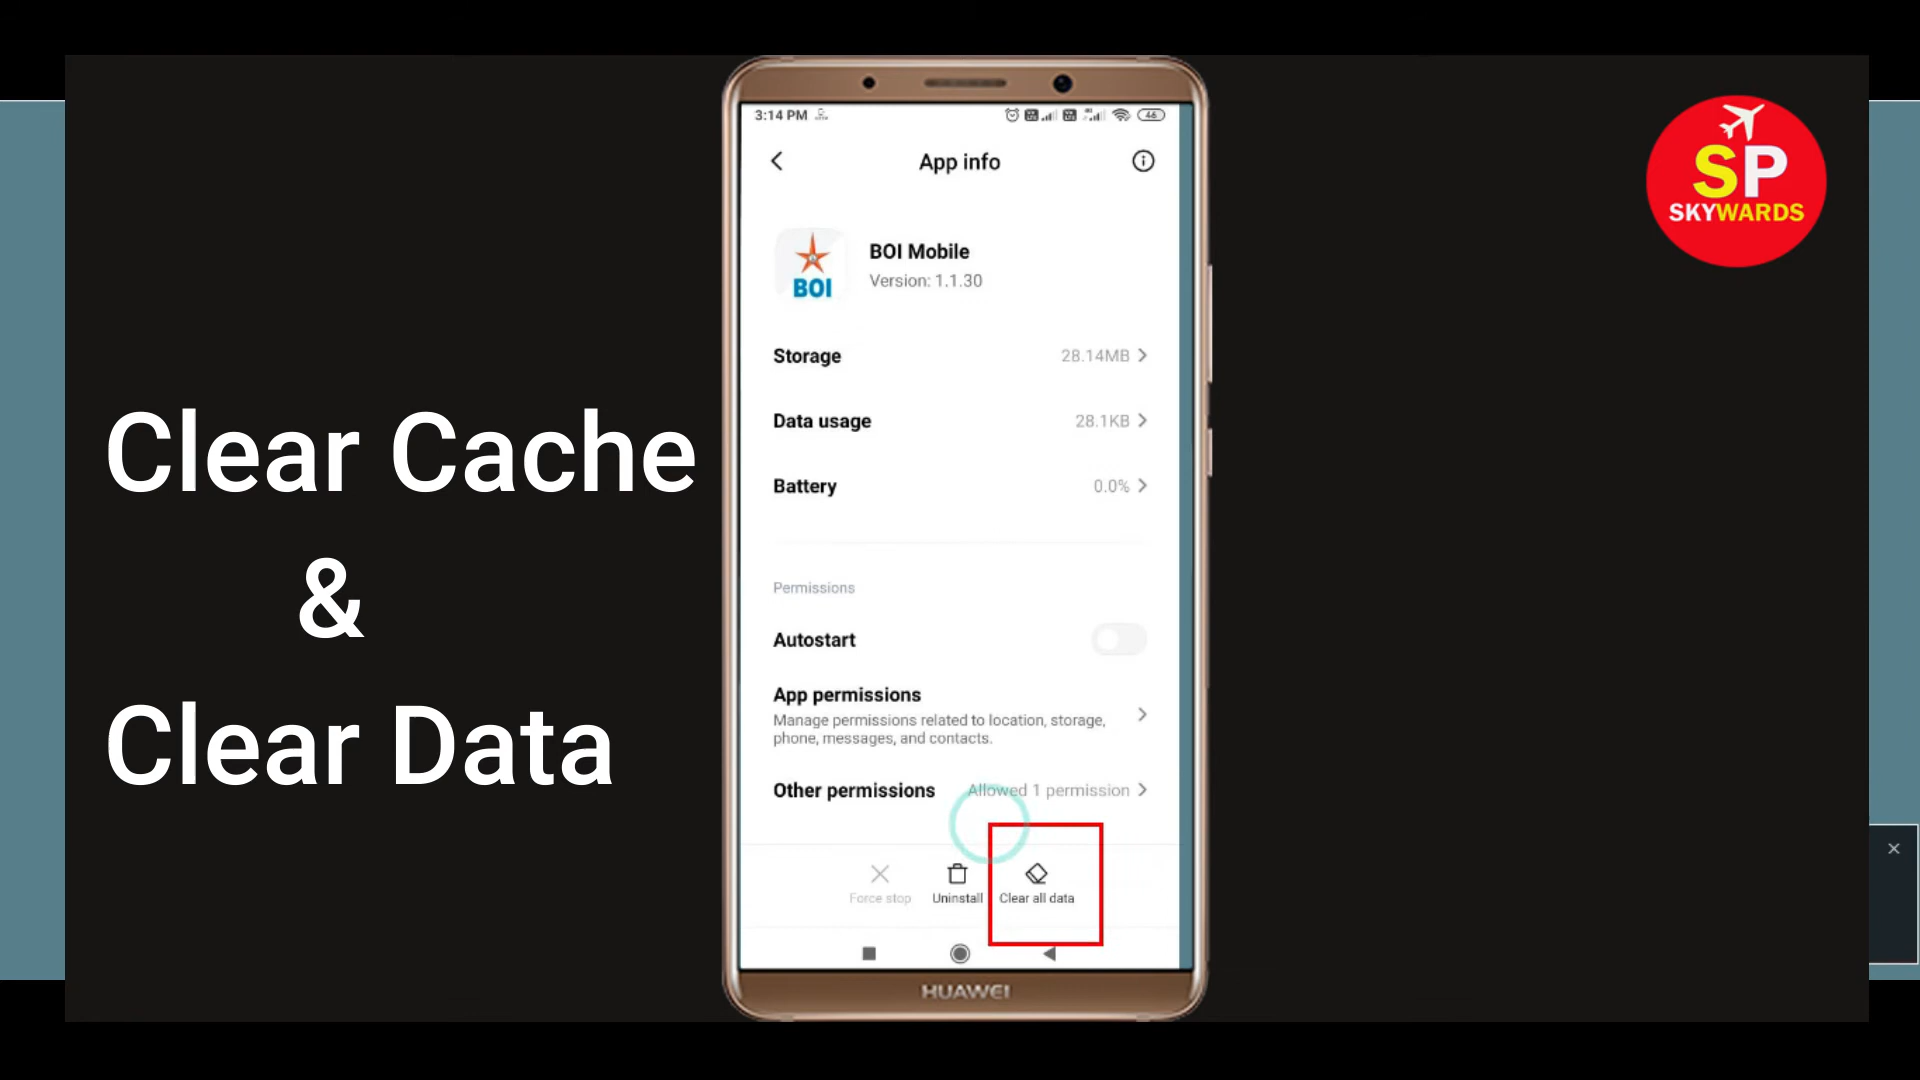 3:14 PM
46
App info
SP
SKYWARDS
BOI Mobile
BOI
Version: 1.1.30
Storage 28.14MB
Data usage 28.1KB
Clear Cache
Battery 0.0%
&
Permissions
Autostart
Clear Data
App permissions
Manage permissions related to location, storage,
phone, messages, and contacts.
Other permissions Allowed 1 permission
Force stop Uninstall Clear all data
HUAWEI